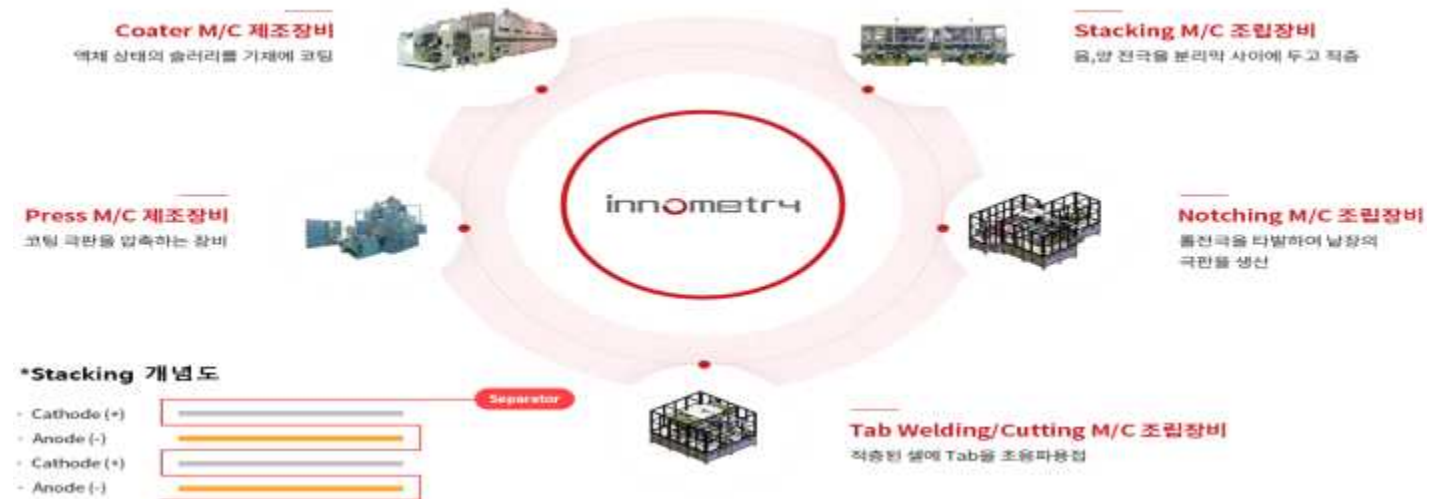 Coater M/C 제조장비
액체 상태의 슬러리를 기재에 코팅
Stacking M/C 조립장비
음,양 전극을 분리막 사이에 두고 적층
innometry
Press M/C 제조장비
코팅 극판을 압축하는 장비
Notching M/C 조립장비
롤전극을 타발하여 낱장의
극판을 생산
*Stacking 개념도
Separator
- Cathode (+)
- Anode (-)
- Cathode (+)
- Anode (-)
Tab Welding/Cutting M/C 조립장비
적층된 셀에 Tab을 초음파용접